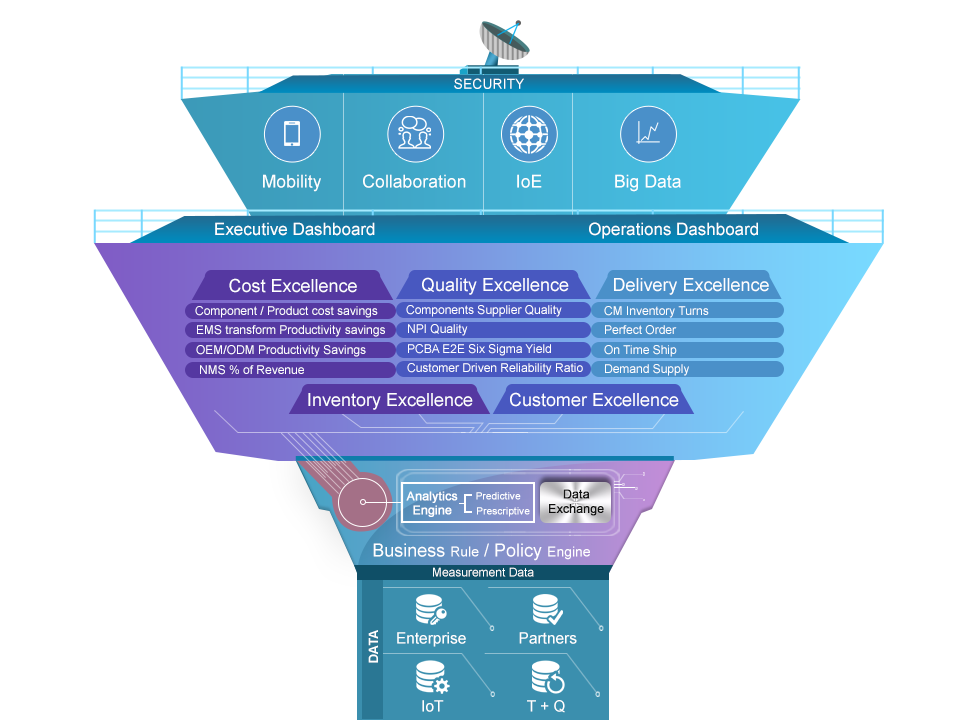 SECURITY
Mobility
Collaboration
IoE
Big Data
Executive Dashboard
Operations Dashboard
Cost Excellence
Component / Product cost savings
EMS transform Productivity savings
OEM/ODM Productivity Savings
NMS % of Revenue
Quality Excellence
Components Supplier Quality
NPI Quality
PCBA E2E Six Sigma Yield
Customer Driven Reliability Ratio
Delivery Excellence
CM Inventory Turns
Perfect Order
On Time Ship
Demand Supply
Inventory Excellence
Customer Excellence
Analytics
Engine
Predictive
Prescriptive
Data
Exchange
Business Rule / Policy Engine
Measurement Data
DATA
Enterprise
Partners
IoT
T + Q